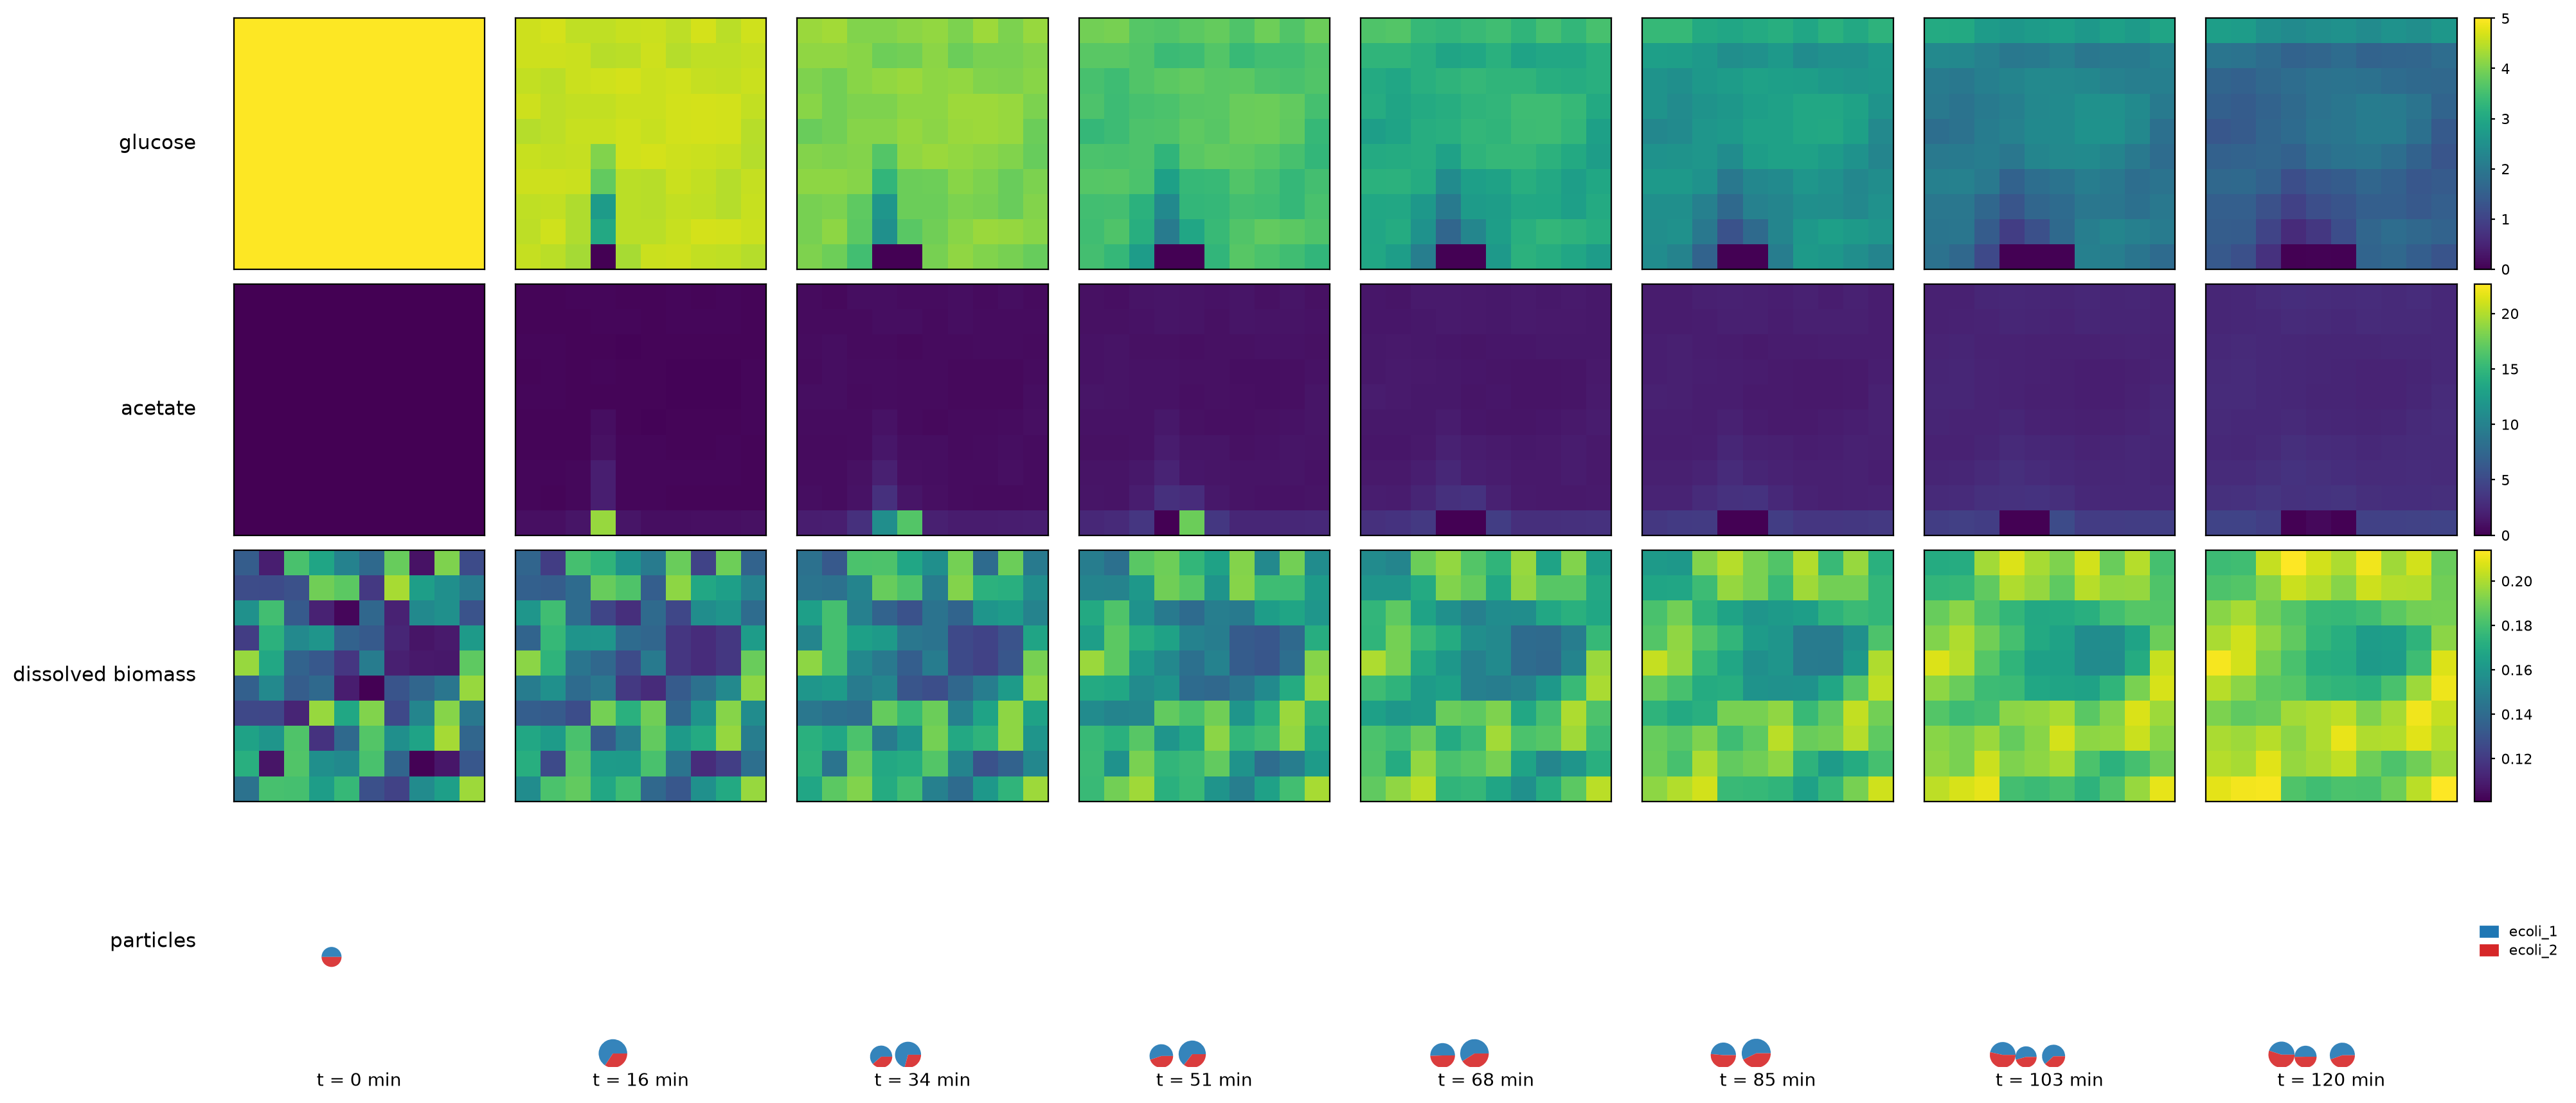 glucose
5
4
3
2
1
0
acetate
20
15
10
5
0
dissolved biomass
0.20
0.18
0.16
0.14
0.12
particles
ecoli_1
ecoli_2
t = 0 min
t = 16 min
t = 34 min
t = 51 min
t = 68 min
t = 85 min
t = 103 min
t = 120 min